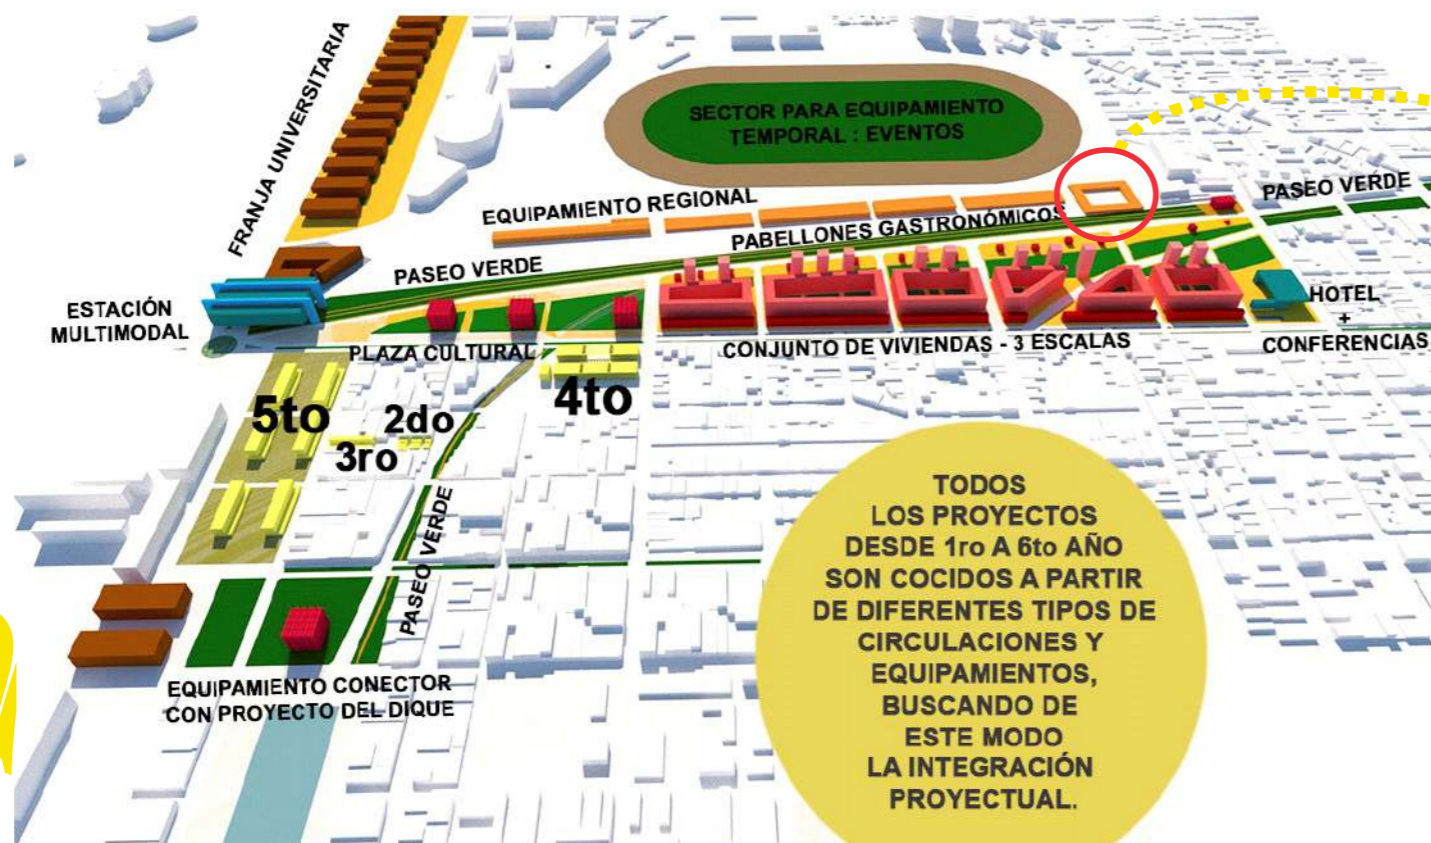 FRANJA UNIVERSITARIA
SECTOR PARA EQUIPAMIENTO
TEMPORAL : EVENTOS
EQUIPAMIENTO REGIONAL
PASEO VERDE
PABELLONES GASTRONÓMICOS
PASEO VERDE
ESTACIÓN
MULTIMODAL
HOTEL
+
CONFERENCIAS
PLAZA CULTURAL
CONJUNTO DE VIVIENDAS - 3 ESCALAS
5to
2do
3ro
4to
PASEO VERDE
EQUIPAMIENTO CONECTOR
CON PROYECTO DEL DIQUE
TODOS
LOS PROYECTOS
DESDE 1ro A 6to AÑO
SON COCIDOS A PARTIR
DE DIFERENTES TIPOS DE
CIRCULACIONES Y
EQUIPAMIENTOS,
BUSCANDO DE
ESTE MODO
LA INTEGRACIÓN
PROYECTUAL.